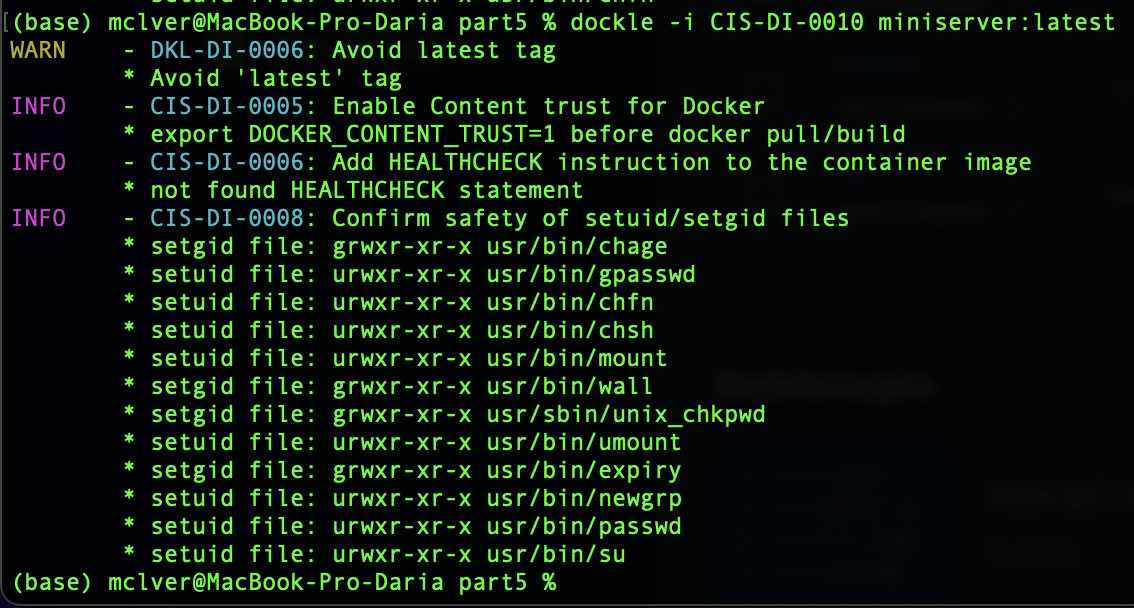 (base) mclver@MacBook-Pro-Daria part5 % dockle -i CIS-DI-0010 miniserver:latest
WARN - DKL-DI-0006: Avoid latest tag
* Avoid 'latest' tag
INFO - CIS-DI-0005: Enable Content trust for Docker
* export DOCKER_CONTENT_TRUST=1 before docker pull/build
INFO - CIS-DI-0006: Add HEALTHCHECK instruction to the container image
* not found HEALTHCHECK statement
INFO - CIS-DI-0008: Confirm safety of setuid/setgid files
* setgid file: grwxr-xr-x usr/bin/chage
* setuid file: urwxr-xr-x usr/bin/gpasswd
* setuid file: urwxr-xr-x usr/bin/chfn
* setuid file: urwxr-xr-x usr/bin/chsh
* setuid file: urwxr-xr-x usr/bin/mount
* setgid file: grwxr-xr-x usr/bin/wall
* setgid file: grwxr-xr-x usr/sbin/unix_chkpwd
* setuid file: urwxr-xr-x usr/bin/umount
* setgid file: grwxr-xr-x usr/bin/expiry
* setuid file: urwxr-xr-x usr/bin/newgrp
* setuid file: urwxr-xr-x usr/bin/passwd
* setuid file: urwxr-xr-x usr/bin/su
(base) mclver@MacBook-Pro-Daria part5 %